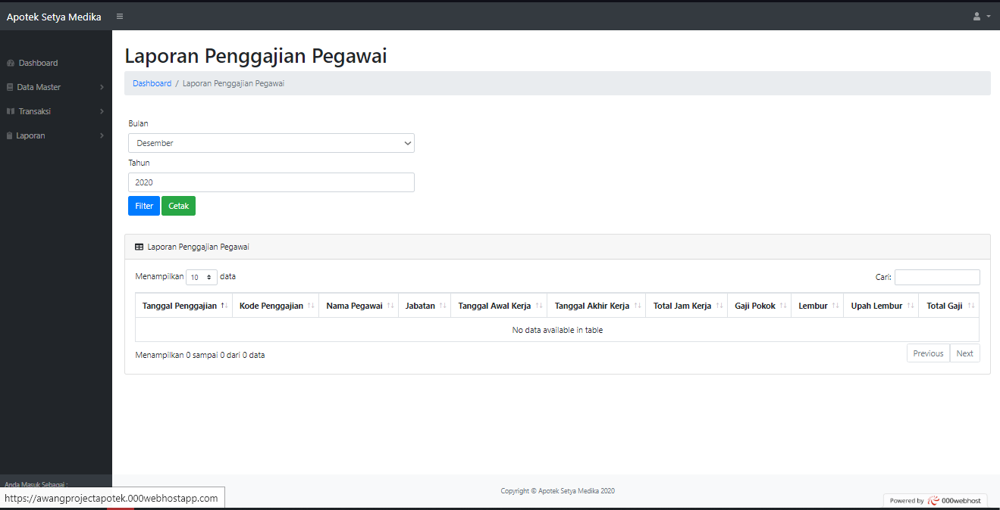 Apotek Setya Medika
Dashboard
Data Master
Transaksi
Laporan
Laporan Penggajian Pegawai
Dashboard / Laporan Penggajian Pegawai
Bulan
Desember
Tahun
2020
Filter Cetak
Laporan Penggajian Pegawai
Menampilkan 10 data Cari:
Tanggal Penggajian Kode Penggajian Nama Pegawai Jabatan Tanggal Awal Kerja Tanggal Akhir Kerja Total Jam Kerja Gaji Pokok Lembur Upah Lembur Total Gaji
No data available in table
Menampilkan 0 sampai 0 dari 0 data Previous Next
Anda Masuk Sebagai :
https://awangprojectapotek.000webhostapp.com
Copyright © Apotek Setya Medika 2020
Powered by 000webhost